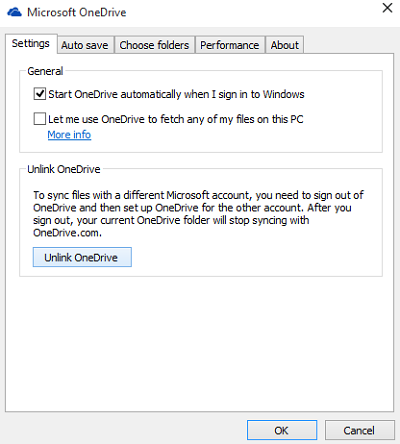 Microsoft OneDrive
Settings Auto save Choose folders Performance About
General
Start OneDrive automatically when I sign in to Windows
Let me use OneDrive to fetch any of my files on this PC
More info
Unlink OneDrive
To sync files with a different Microsoft account, you need to sign out of
OneDrive and then set up OneDrive for the other account. After you
sign out, your current OneDrive folder will stop syncing with
OneDrive.com.
Unlink OneDrive
OK Cancel